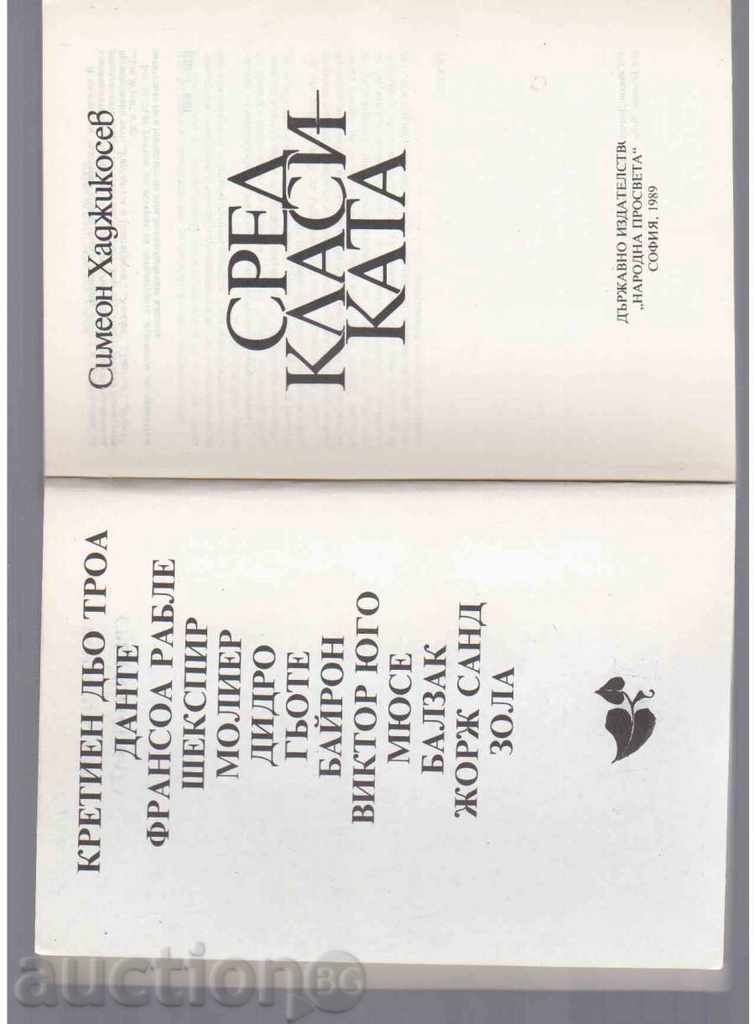 КРЕТИЕН ДЬО ТРОА
ДАНТЕ
ФРАНСОА РАБЛЕ
ШЕКСПИР
МОЛИЕР
ДИДРО
ГЬОТЕ
БАЙРОН
ВИКТОР ЮГО
МЮСЕ
БАЛЗАК
ЖОРЖ САНД
ЗОЛА
Симеон Хаджикосев
СРЕД
КЛАСИ–
КАТА
ДЪРЖАВНО ИЗДАТЕЛСТВО
„НАРОДНА ПРОСВЕТА“
СОФИЯ, 1989
auction BG